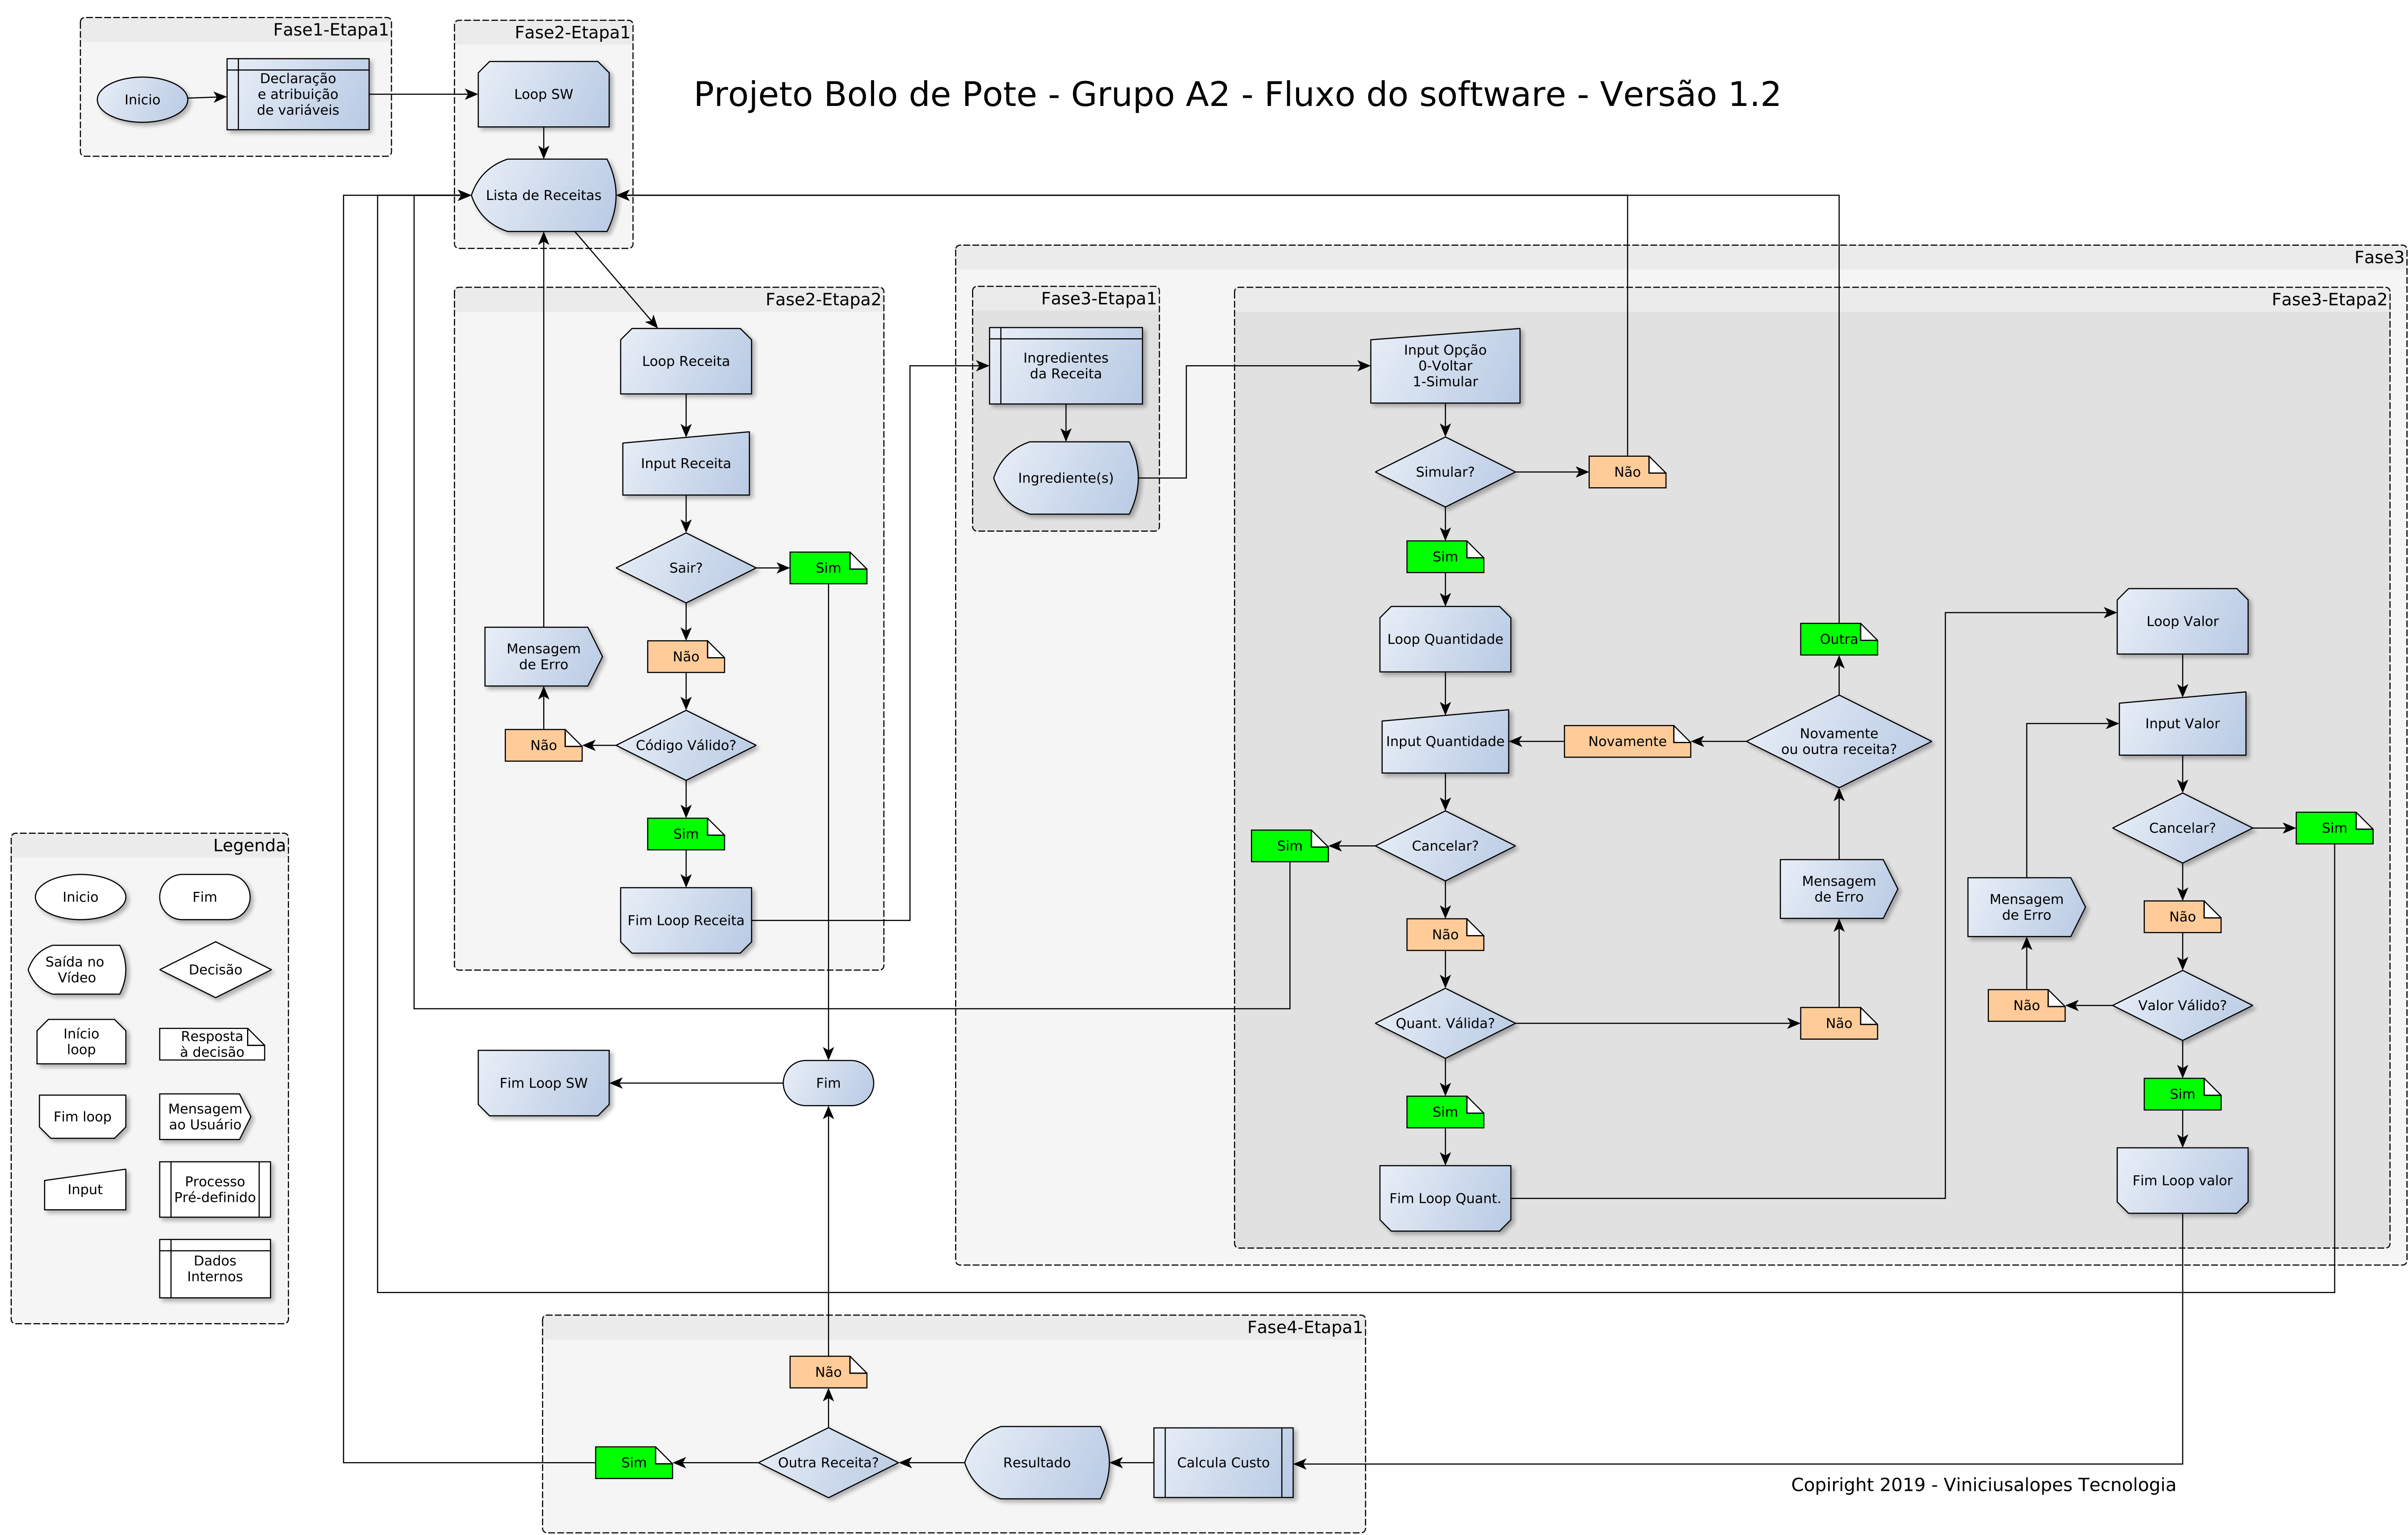 Fase1-Etapa1
Inicio
Declaração
e atribuição
de variáveis
Fase2-Etapa1
Loop SW
Lista de Receitas
Projeto Bolo de Pote - Grupo A2 - Fluxo do software - Versão 1.2
Fase2-Etapa2
Loop Receita
Input Receita
Sair?
Sim
Não
Mensagem
de Erro
Código Válido?
Não
Sim
Fim Loop Receita
Fase3
Fase3-Etapa1
Ingredientes
da Receita
Ingrediente(s)
Fase3-Etapa2
Input Opção
0-Voltar
1-Simular
Simular?
Não
Sim
Loop Quantidade
Input Quantidade
Novamente
Novamente
ou outra receita?
Outra
Cancelar?
Sim
Não
Mensagem
de Erro
Quant. Válida?
Não
Sim
Fim Loop Quant.
Loop Valor
Input Valor
Cancelar?
Sim
Não
Mensagem
de Erro
Valor Válido?
Não
Sim
Fim Loop valor
Legenda
Inicio
Fim
Saída no
Vídeo
Decisão
Início
loop
Resposta
à decisão
Fim loop
Mensagem
ao Usuário
Input
Processo
Pré-definido
Dados
Internos
Fim Loop SW
Fim
Fase4-Etapa1
Não
Sim
Outra Receita?
Resultado
Calcula Custo
Copiright 2019 - Viniciusalopes Tecnologia